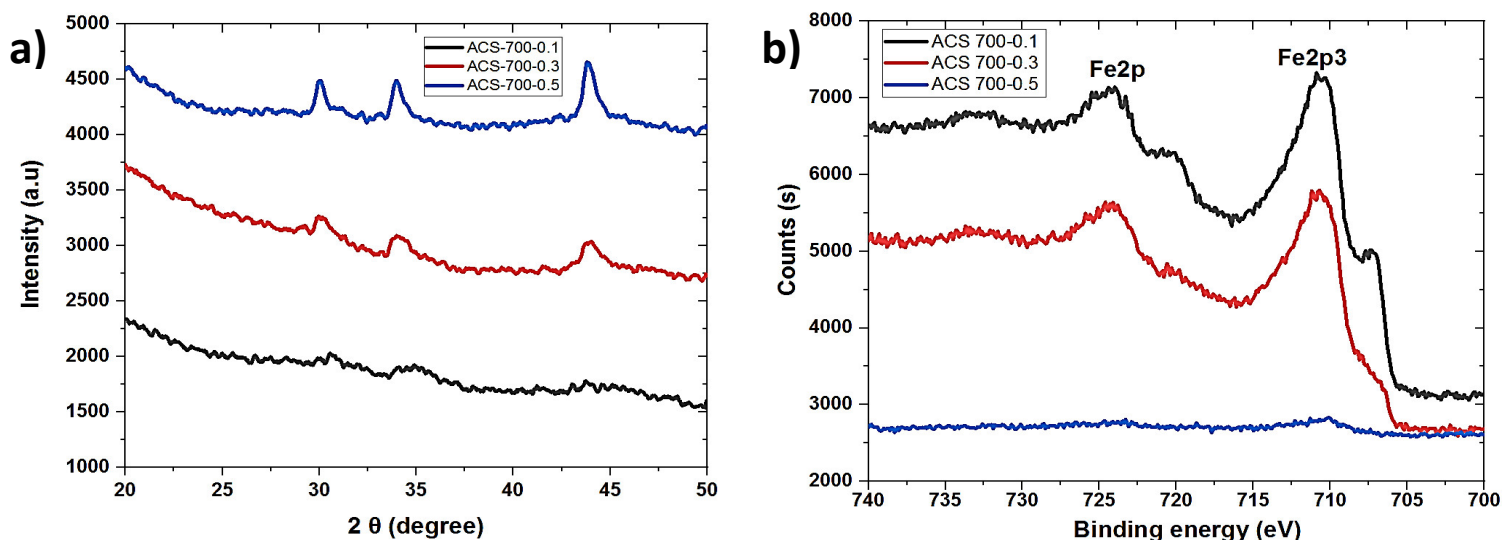 a)
ACS-700-0.1
ACS-700-0.3
ACS-700-0.5
Intensity (a.u)
5000
4500
4000
3500
3000
2500
2000
1500
1000
20 25 30 35 40 45 50
2 θ (degree)
b)
ACS 700-0.1
ACS 700-0.3
ACS 700-0.5
Fe2p
Fe2p3
Counts (s)
8000
7000
6000
5000
4000
3000
2000
740 735 730 725 720 715 710 705 700
Binding energy (eV)